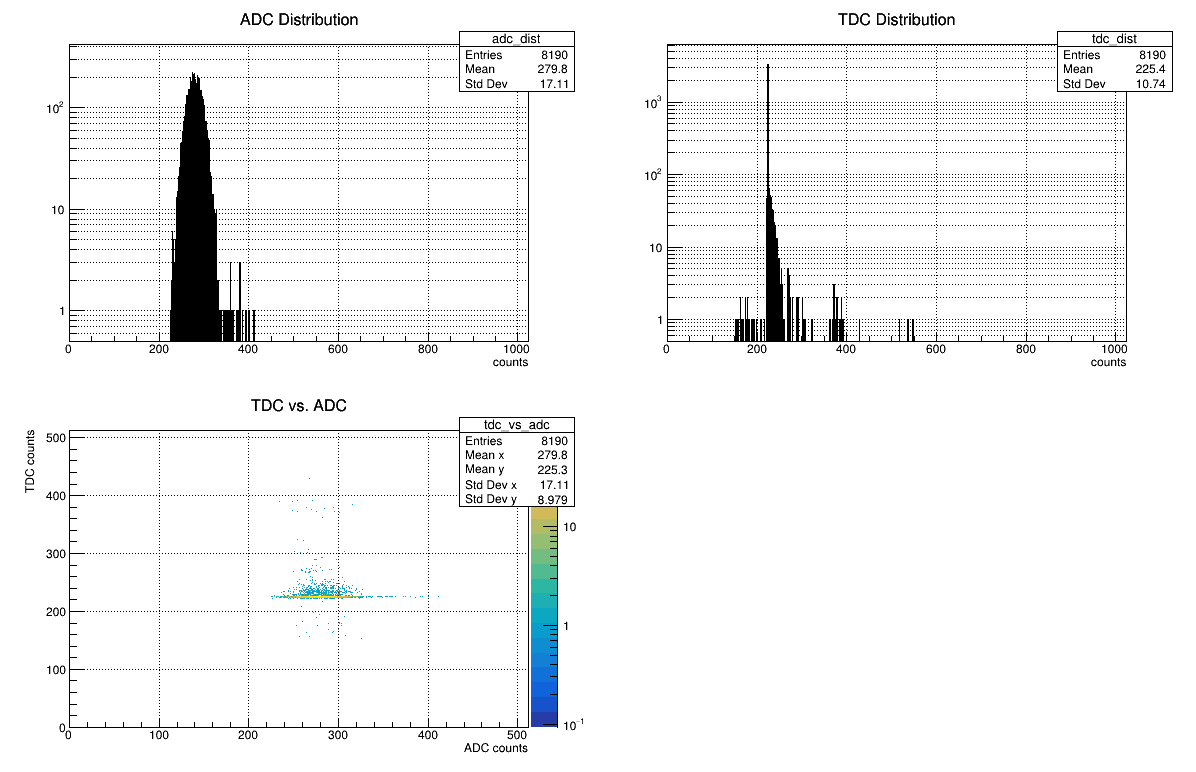 ADC Distribution
adc_dist
Entries 8190
Mean 279.8
Std Dev 17.11
10²
10
1
0 200 400 600 800 1000
counts
TDC Distribution
tdc_dist
Entries 8190
Mean 225.4
Std Dev 10.74
10³
10²
10
1
0 200 400 600 800 1000
counts
TDC vs. ADC
tdc_vs_adc
Entries 8190
Mean x 279.8
Mean y 225.3
Std Dev x 17.11
Std Dev y 8.979
TDC counts
500
400
300
200
100
0
0 100 200 300 400 500
ADC counts
10
1
10⁻¹